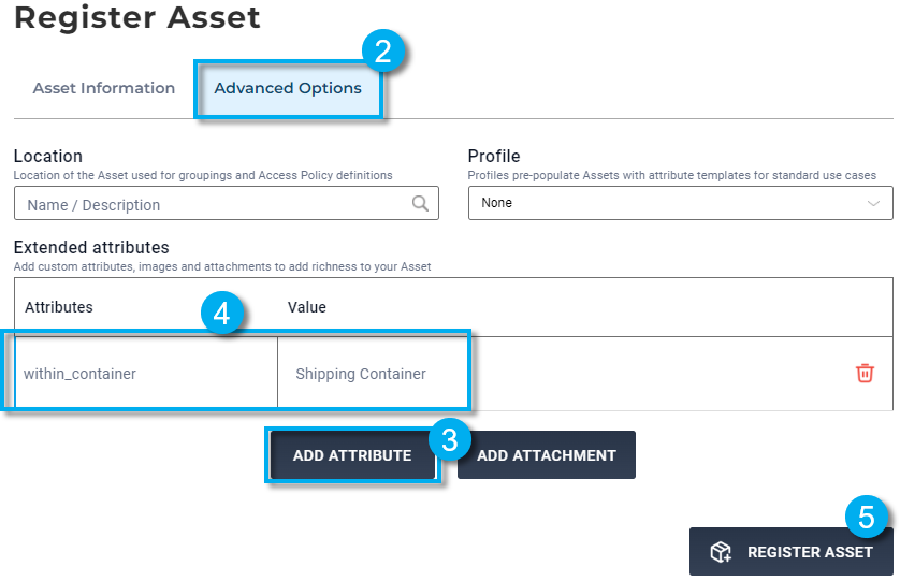 Register Asset
2
Asset Information
Advanced Options
Location
Location of the Asset used for groupings and Access Policy definitions
Name / Description
Profile
Profiles pre-populate Assets with attribute templates for standard use cases
None
Extended attributes
Add custom attributes, images and attachments to add richness to your Asset
Attributes
4
Value
within_container
Shipping Container
ADD ATTRIBUTE
3
ADD ATTACHMENT
5
REGISTER ASSET